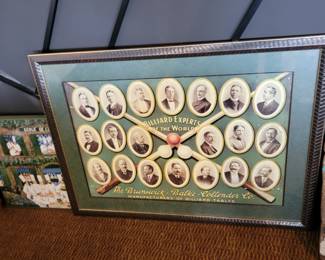 BILLIARD EXPERTS
OF THE WORLD
The Brunswick-Balke-Collender Co.
MANUFACTURERS OF BILLIARD TABLES